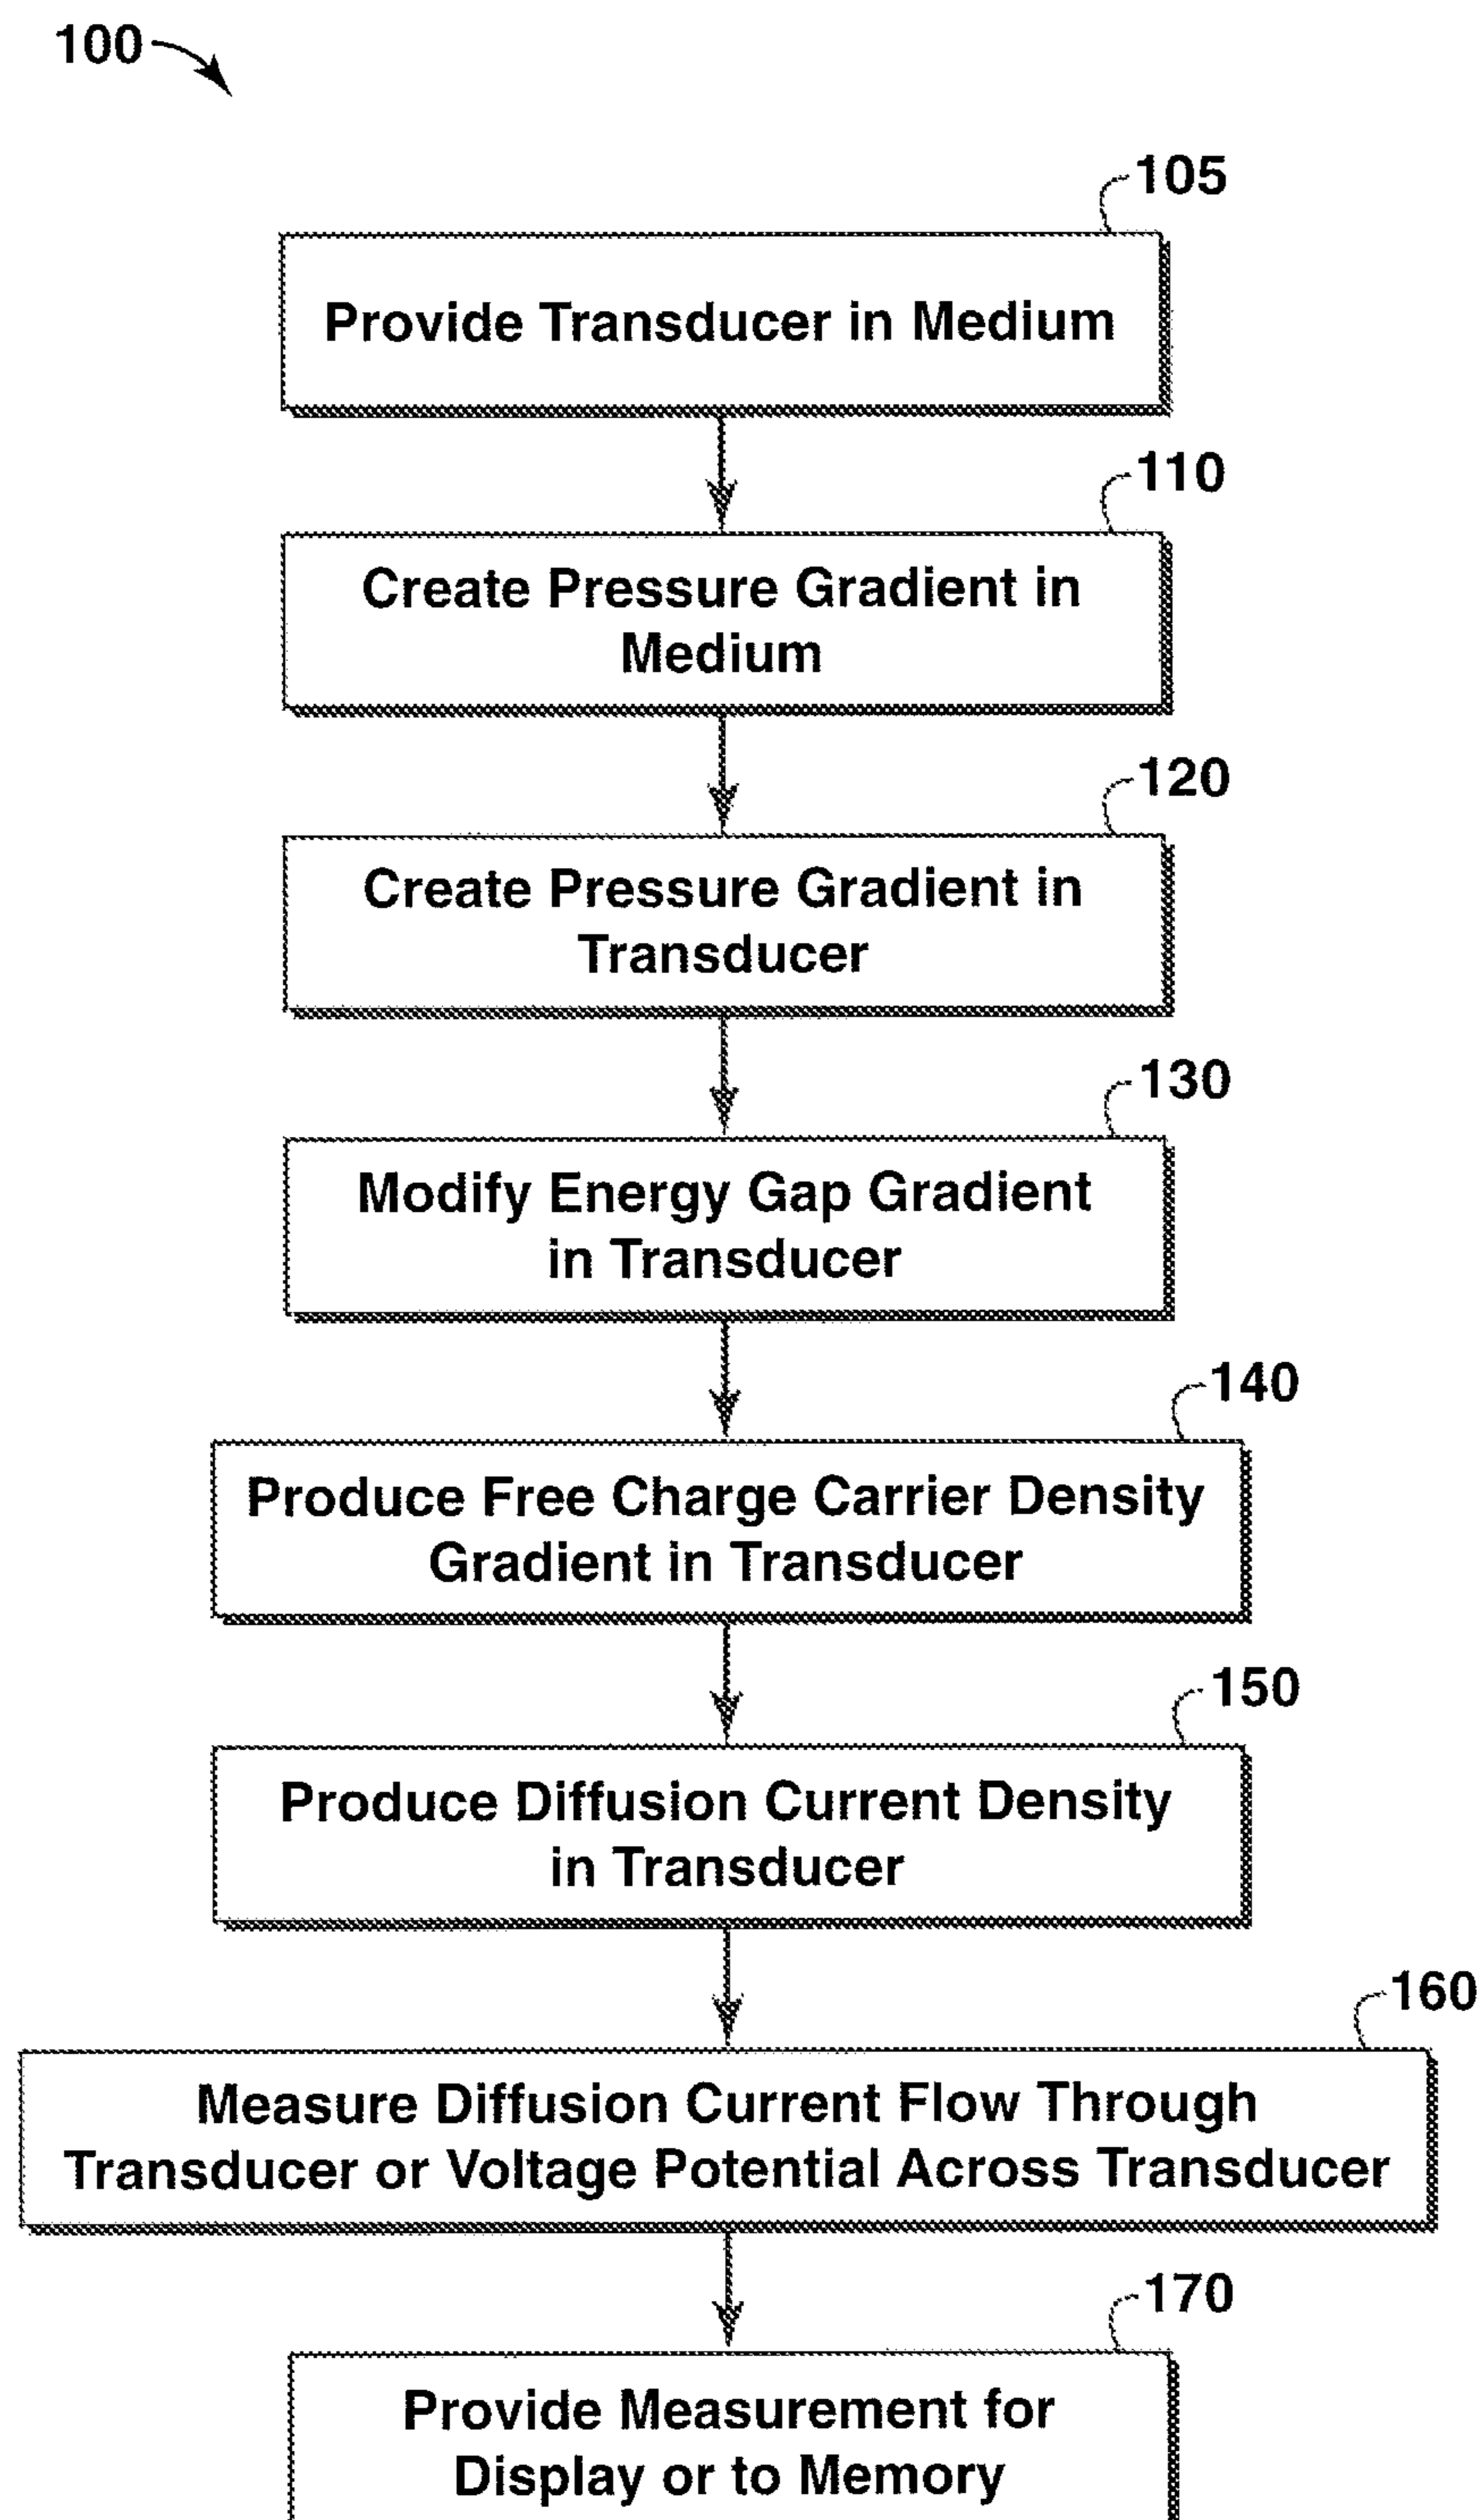 100
105
Provide Transducer in Medium
110
Create Pressure Gradient in
Medium
120
Create Pressure Gradient in
Transducer
130
Modify Energy Gap Gradient
in Transducer
140
Produce Free Charge Carrier Density
Gradient in Transducer
150
Produce Diffusion Current Density
in Transducer
160
Measure Diffusion Current Flow Through
Transducer or Voltage Potential Across Transducer
170
Provide Measurement for
Display or to Memory